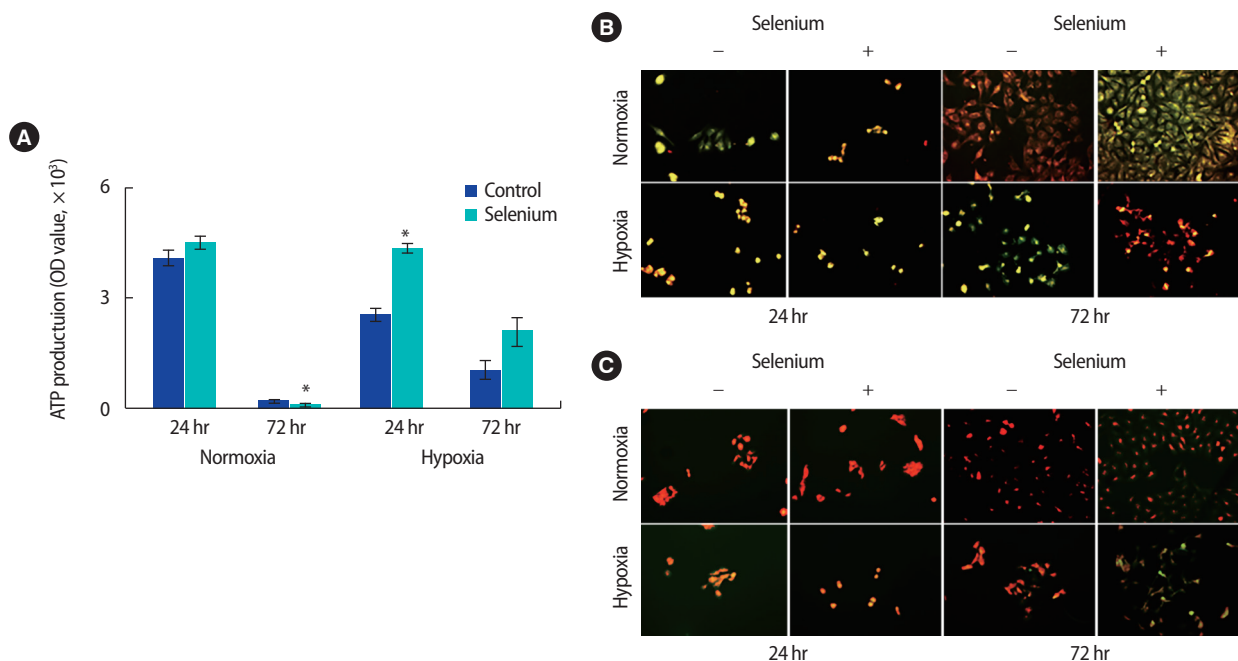 A
ATP productuion (OD value, ×10³)
6
3
0
Control
Selenium
*
*
24 hr
72 hr
24 hr
72 hr
Normoxia
Hypoxia
B
Selenium
Selenium
–
+
–
+
Normoxia
Hypoxia
24 hr
72 hr
C
Selenium
Selenium
–
+
–
+
Normoxia
Hypoxia
24 hr
72 hr